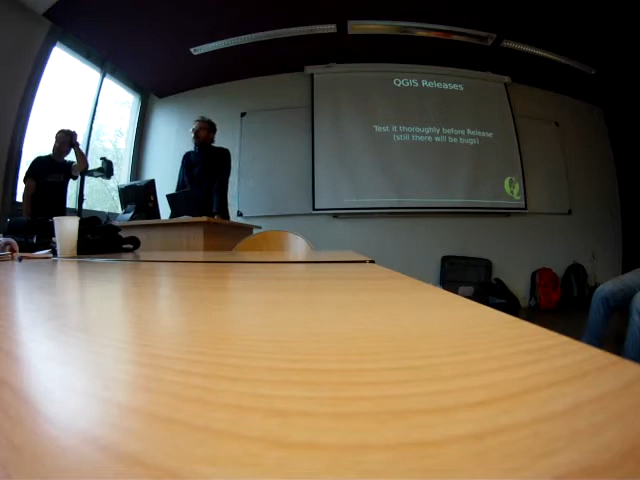 QGIS Releases
Test it thoroughly before Release
(still there will be bugs)